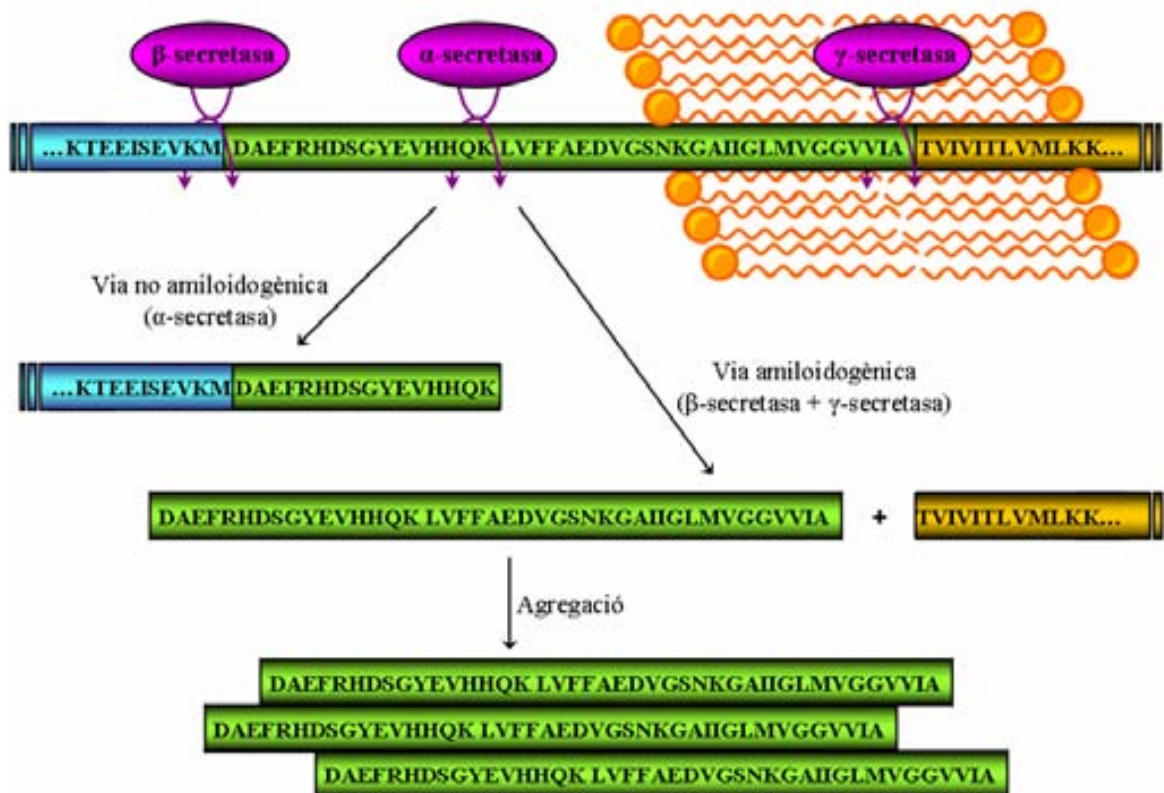 β-secretasa α-secretasa γ-secretasa
...KTEEISEVKM DAEFRHDSGYEVHHQK LVFFAEDVGSNKGAIIGLMVGGVVIA TVIVITLVMLKK...
Via no amiloidogènica
(α-secretasa)
...KTEEISEVKM DAEFRHDSGYEVHHQK
Via amiloidogènica
(β-secretasa + γ-secretasa)
DAEFRHDSGYEVHHQK LVFFAEDVGSNKGAIIGLMVGGVVIA + TVIVITLVMLKK...
Agregació
DAEFRHDSGYEVHHQK LVFFAEDVGSNKGAIIGLMVGGVVIA
DAEFRHDSGYEVHHQK LVFFAEDVGSNKGAIIGLMVGGVVIA
DAEFRHDSGYEVHHQK LVFFAEDVGSNKGAIIGLMVGGVVIA